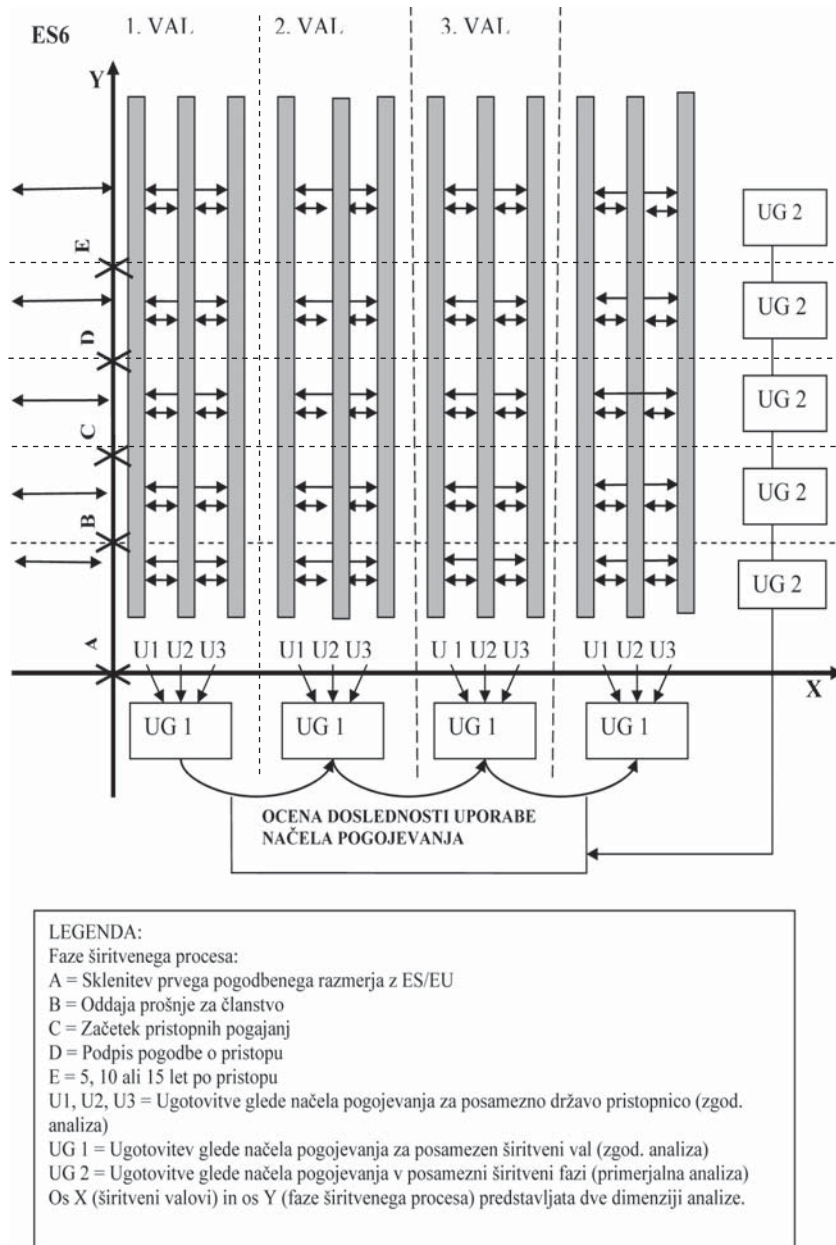 ES6
1. VAL
2. VAL
3. VAL
Y
E
UG 2
D
UG 2
C
UG 2
B
UG 2
UG 2
A
U1 U2 U3
U1 U2 U3
U 1 U2 U3
U1 U2 U3
X
UG 1
UG 1
UG 1
UG 1
OCENA DOSLEDNOSTI UPORABE
NAČELA POGOJEVANJA
LEGENDA:
Faze širitvenega procesa:
A = Sklenitev prvega pogodbenega razmerja z ES/EU
B = Oddaja prošnje za članstvo
C = Začetek pristopnih pogajanj
D = Podpis pogodbe o pristopu
E = 5, 10 ali 15 let po pristopu
U1, U2, U3 = Ugotovitve glede načela pogojevanja za posamezno državo pristopnico (zgod.
analiza)
UG 1 = Ugotovitev glede načela pogojevanja za posamezen širitveni val (zgod. analiza)
UG 2 = Ugotovitve glede načela pogojevanja v posamezni širitveni fazi (primerjalna analiza)
Os X (širitveni valovi) in os Y (faze širitvenega procesa) predstavljata dve dimenziji analize.